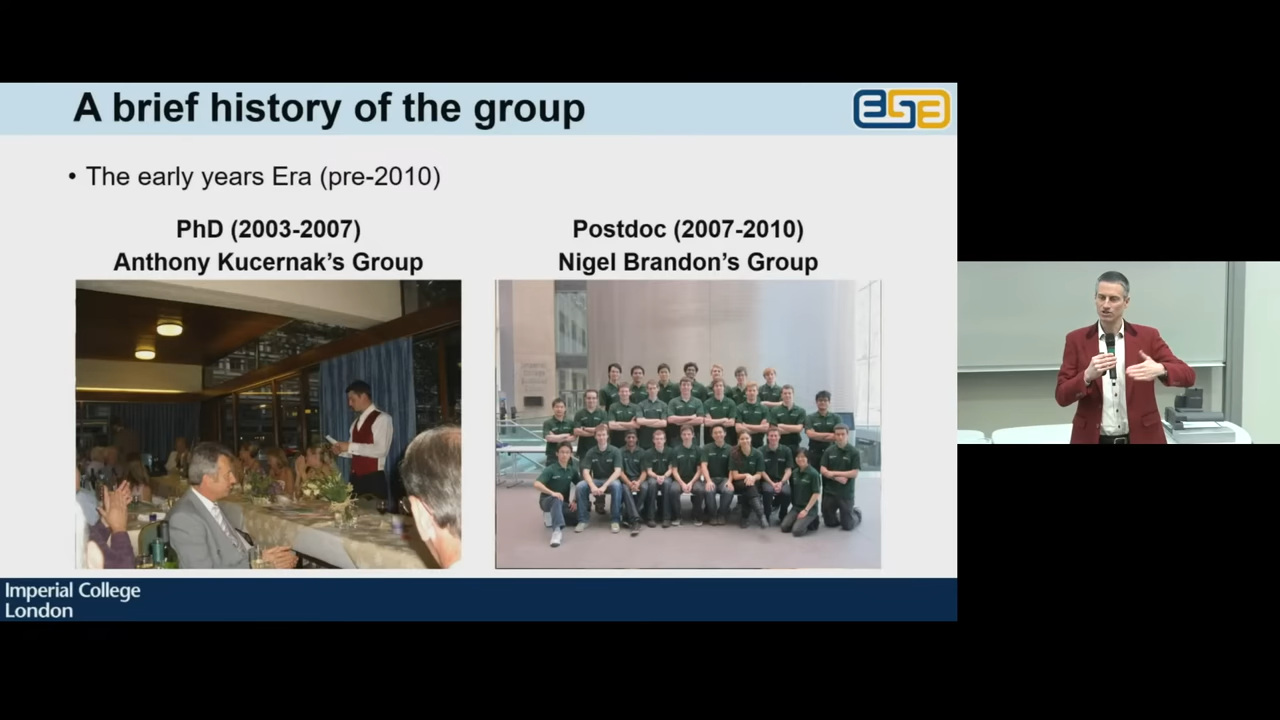 A brief history of the group
• The early years Era (pre-2010)
PhD (2003-2007)
Anthony Kucernak’s Group
Postdoc (2007-2010)
Nigel Brandon’s Group
Imperial College
London